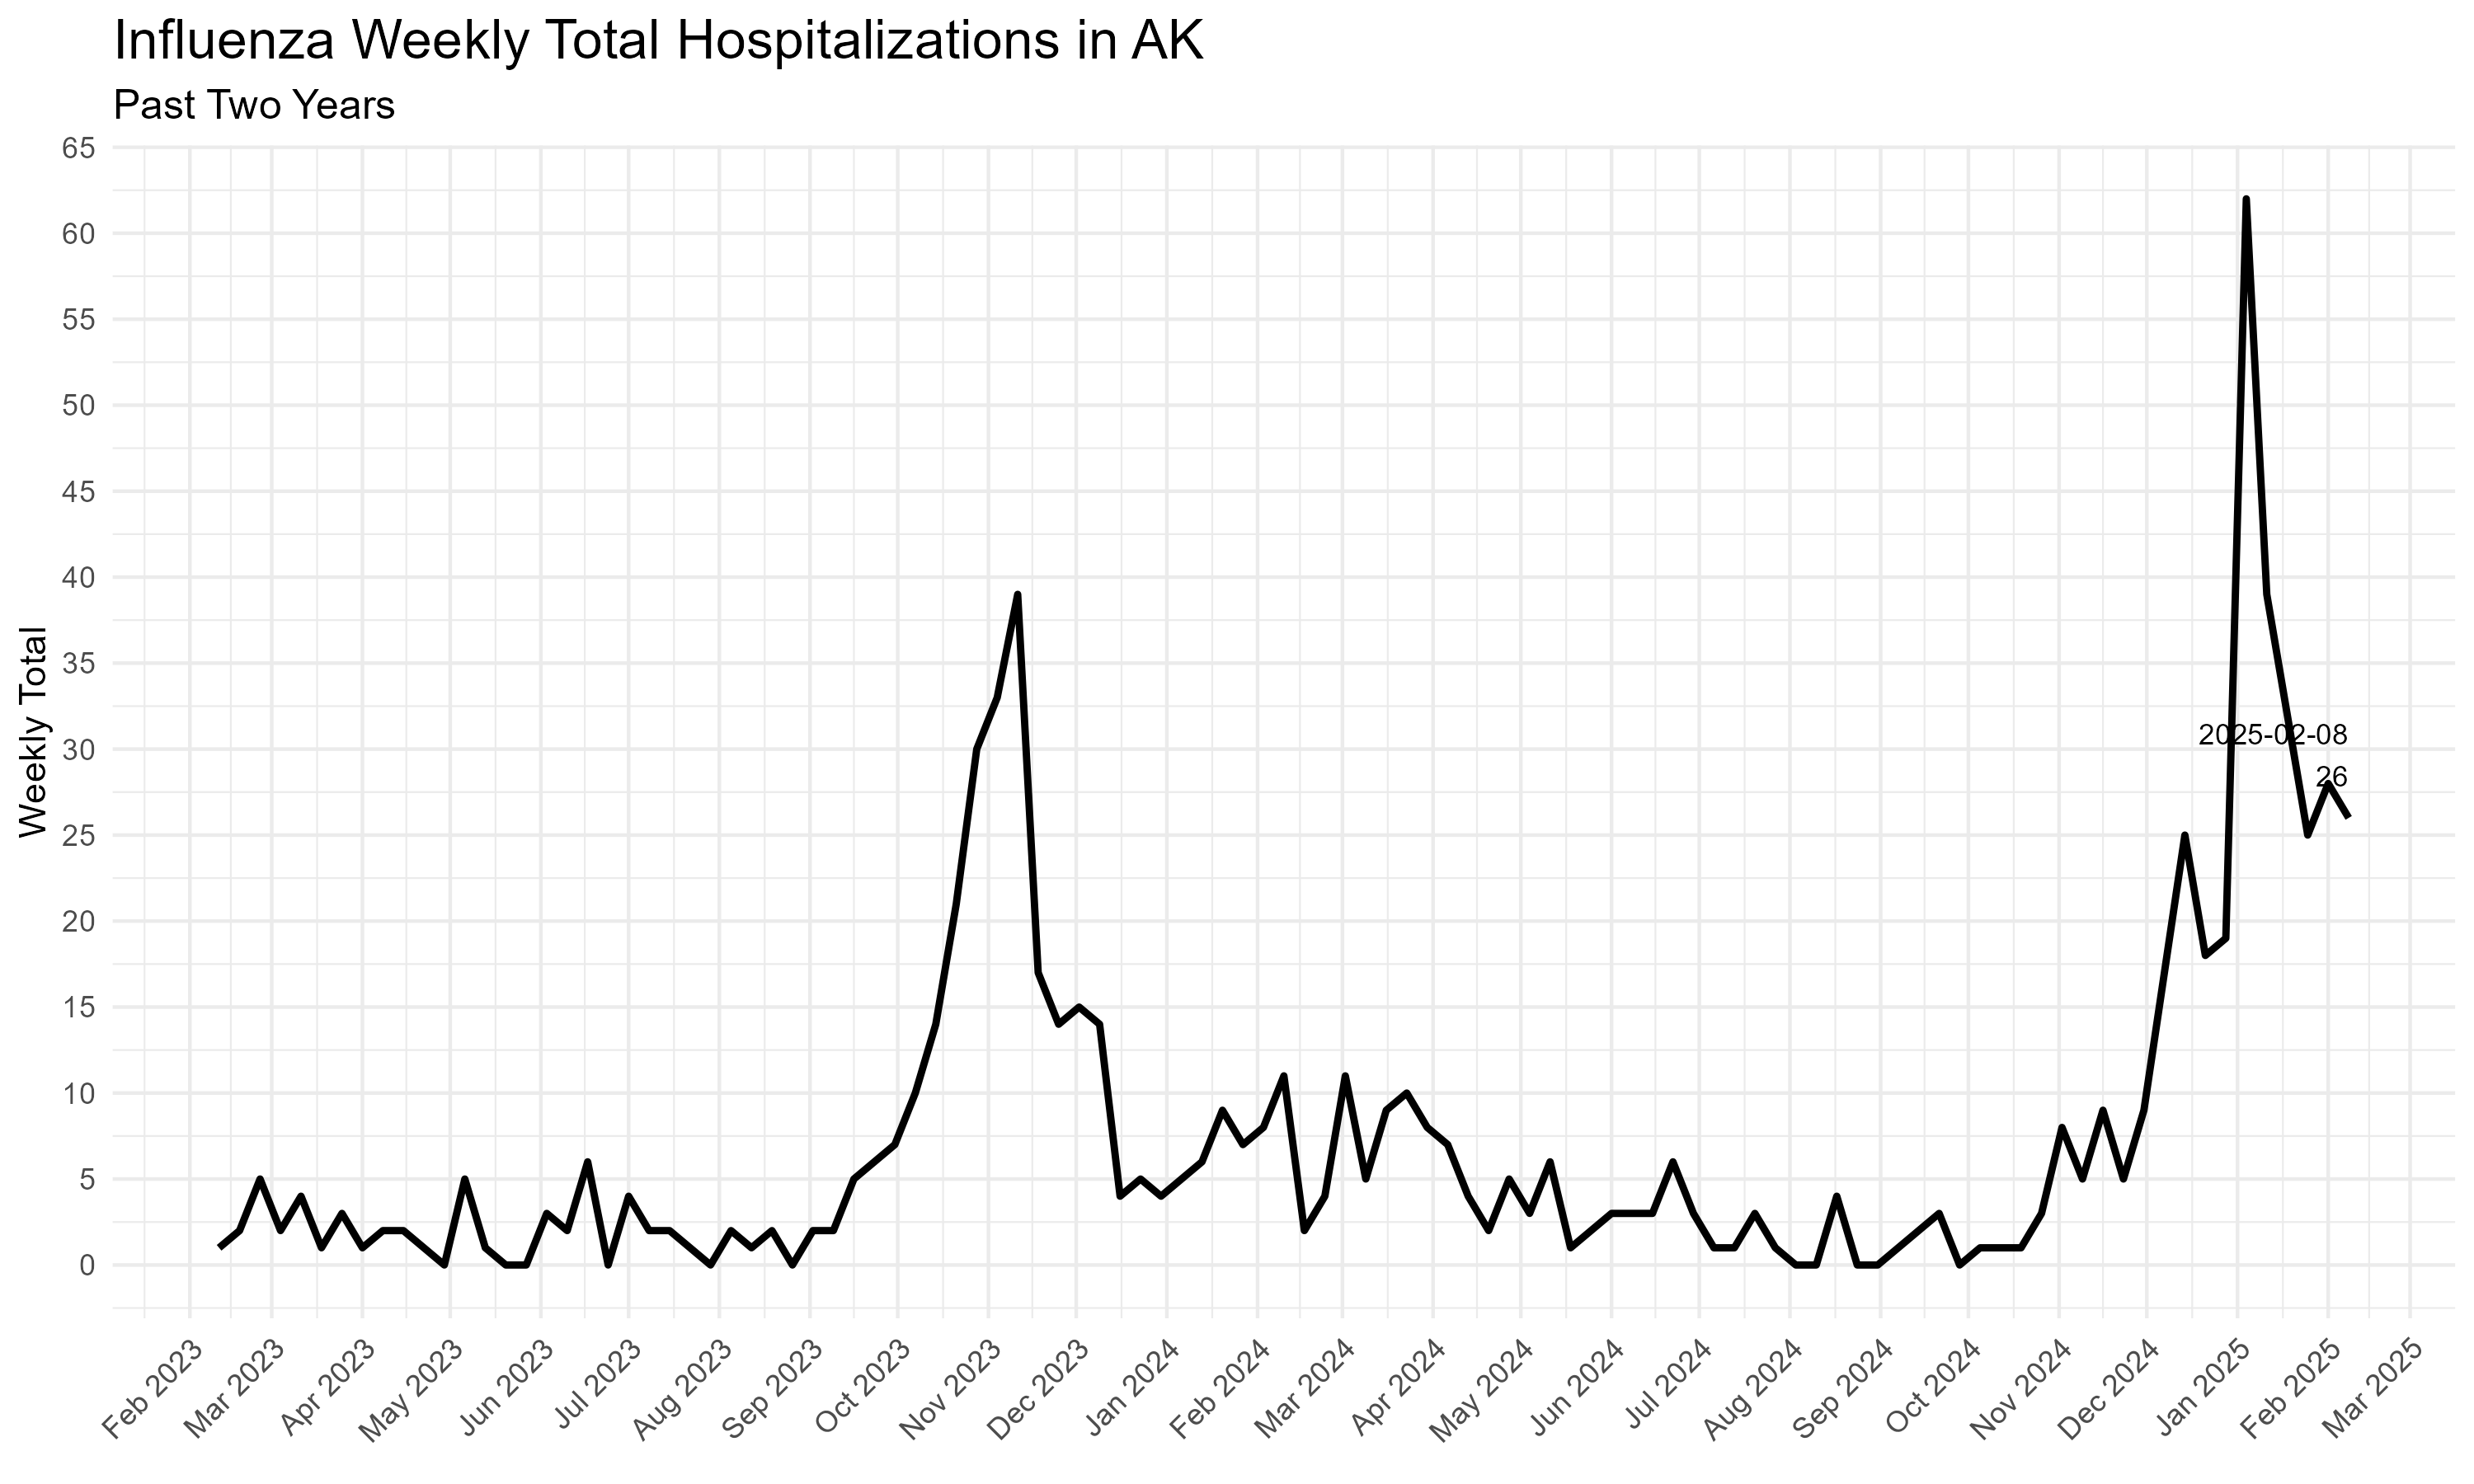 Influenza Weekly Total Hospitalizations in AK
Past Two Years
Weekly Total
65
60
55
50
45
40
35
30
25
20
15
10
5
0
2025-02-08
26
Feb 2023
Mar 2023
Apr 2023
May 2023
Jun 2023
Jul 2023
Aug 2023
Sep 2023
Oct 2023
Nov 2023
Dec 2023
Jan 2024
Feb 2024
Mar 2024
Apr 2024
May 2024
Jun 2024
Jul 2024
Aug 2024
Sep 2024
Oct 2024
Nov 2024
Dec 2024
Jan 2025
Feb 2025
Mar 2025